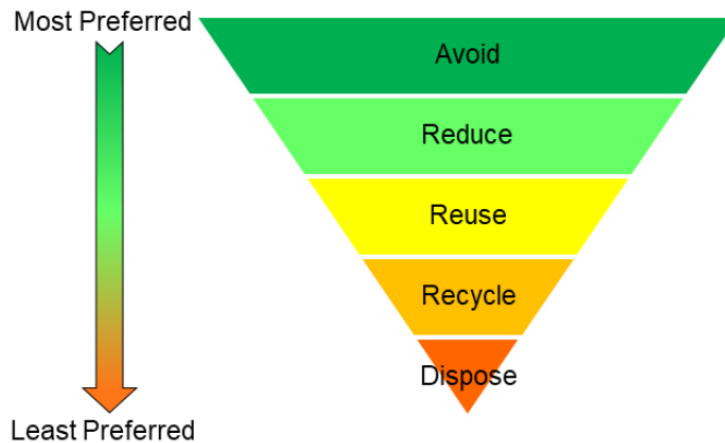 Most Preferred
Avoid
Reduce
Reuse
Recycle
Dispose
Least Preferred